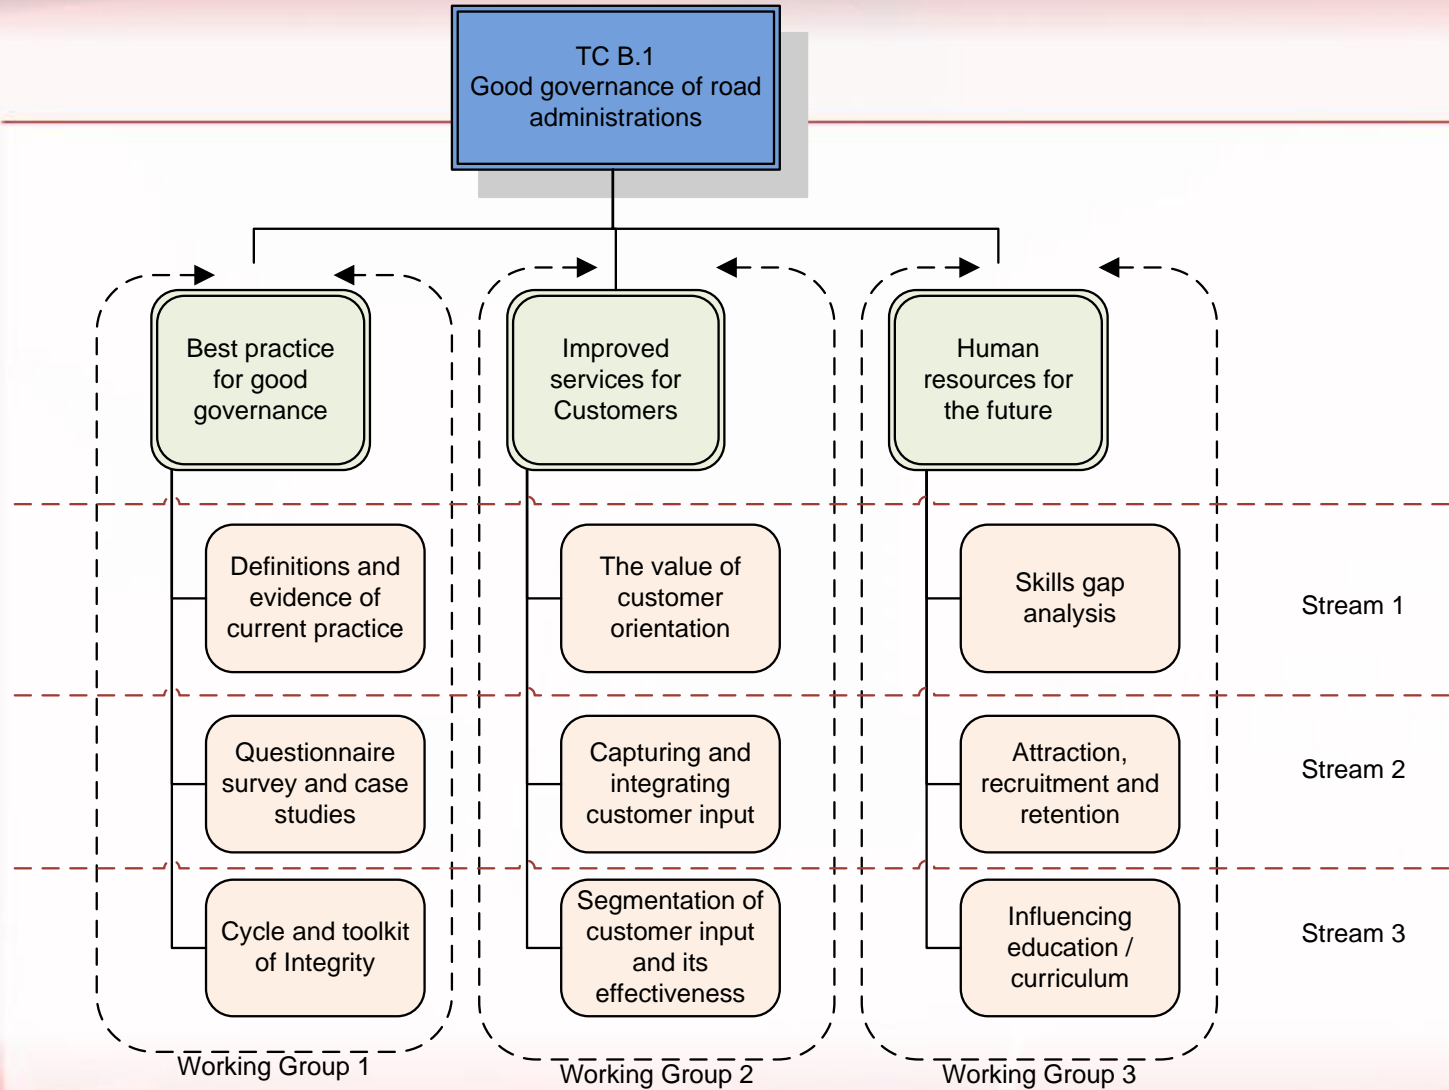 TC B.1
Good governance of road
administrations
Best practice
for good
governance
Improved
services for
Customers
Human
resources for
the future
Definitions and
evidence of
current practice
The value of
customer
orientation
Skills gap
analysis
Stream 1
Questionnaire
survey and case
studies
Capturing and
integrating
customer input
Attraction,
recruitment and
retention
Stream 2
Cycle and toolkit
of Integrity
Segmentation of
customer input
and its
effectiveness
Influencing
education /
curriculum
Stream 3
Working Group 1
Working Group 2
Working Group 3